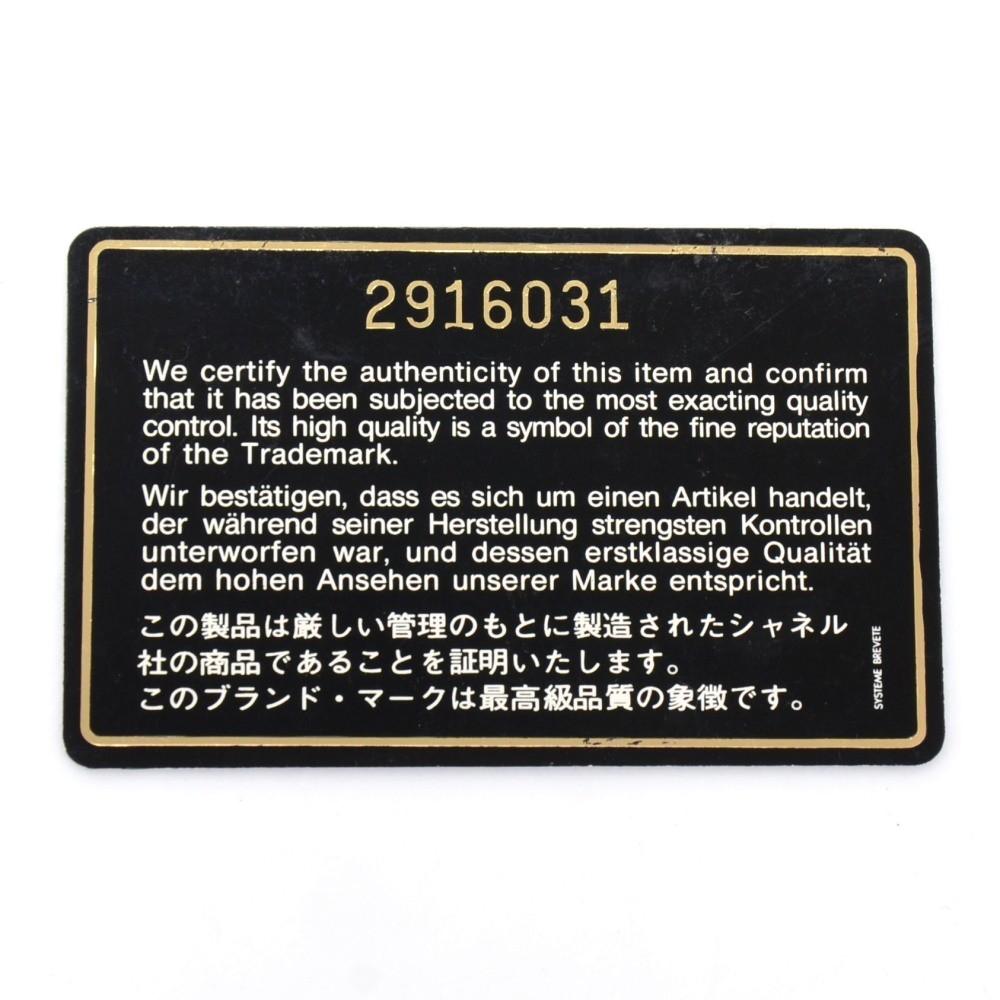 2916031
We certify the authenticity of this item and confirm
that it has been subjected to the most exacting quality
control. Its high quality is a symbol of the fine reputation
of the Trademark.
Wir bestätigen, dass es sich um einen Artikel handelt,
der während seiner Herstellung strengsten Kontrollen
unterworfen war, und dessen erstklassige Qualität
dem hohen Ansehen unserer Marke entspricht.
この製品は厳しい管理のもとに製造されたシャネル
社の商品であることを証明いたします。
このブランド・マークは最高級品質の象徴です。
SYSTEME BREVETE